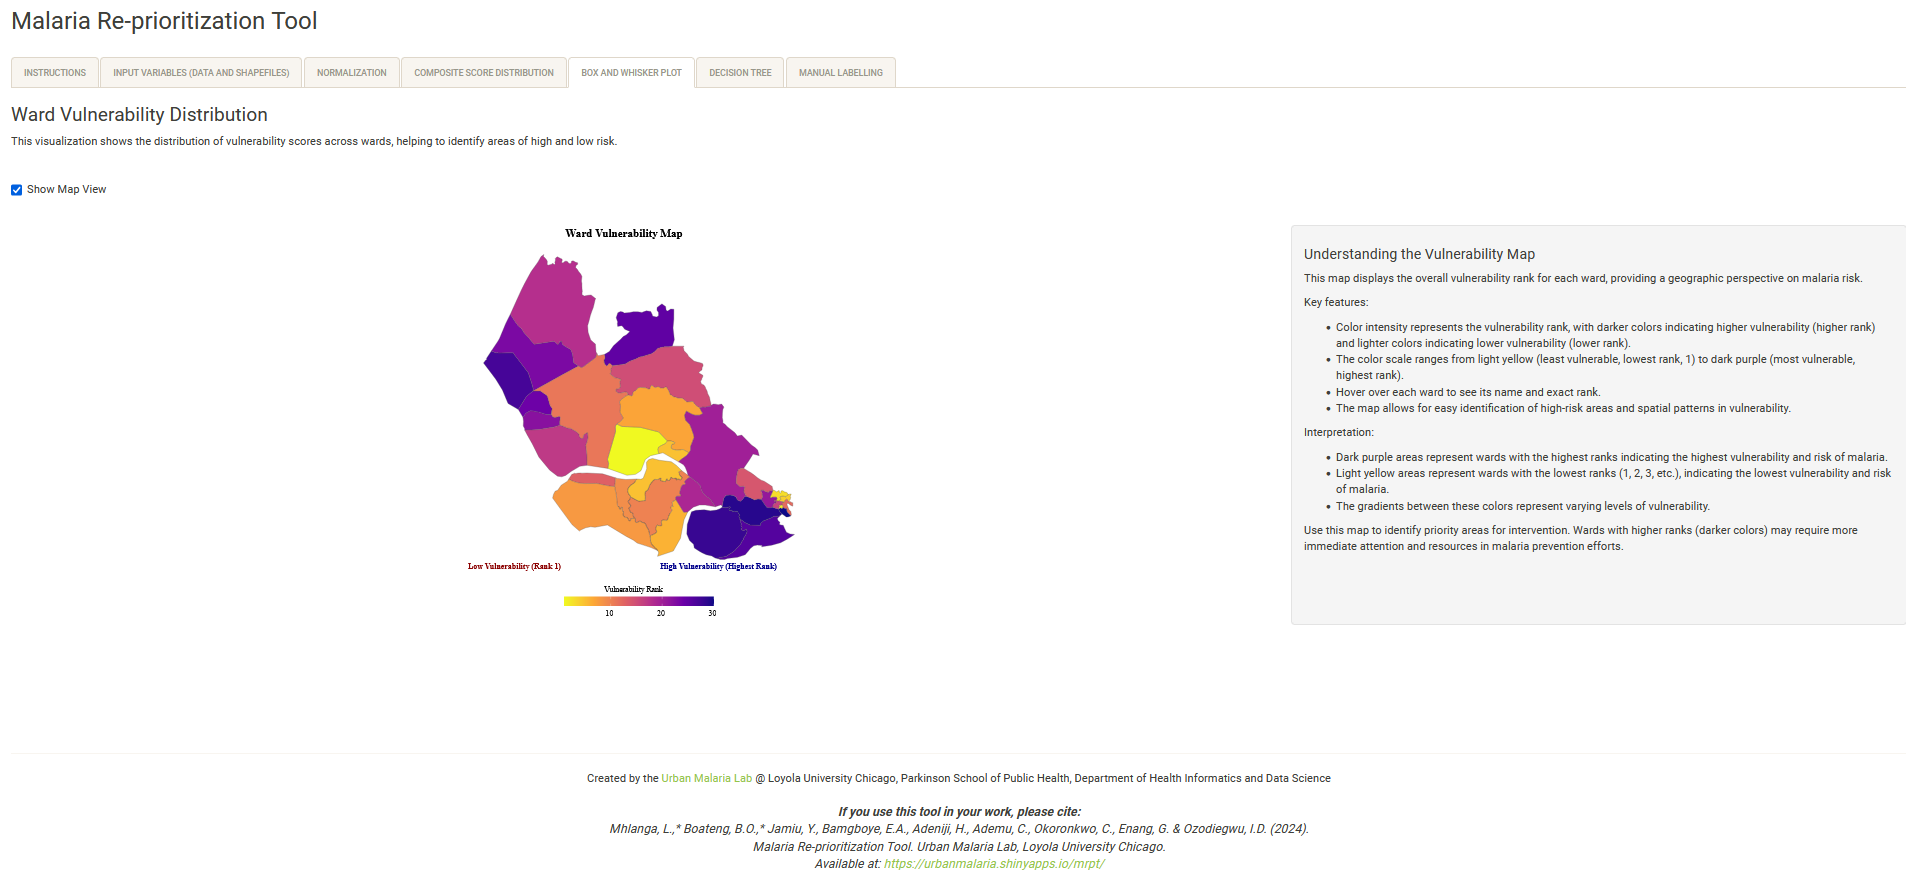 Malaria Re-prioritization Tool
INSTRUCTIONS
INPUT VARIABLES (DATA AND SHAPEFILES)
NORMALIZATION
COMPOSITE SCORE DISTRIBUTION
BOX AND WHISKER PLOT
DECISION TREE
MANUAL LABELLING
Ward Vulnerability Distribution
This visualization shows the distribution of vulnerability scores across wards, helping to identify areas of high and low risk.
Show Map View
Ward Vulnerability Map
Low Vulnerability (Rank 1)
High Vulnerability (Highest Rank)
Vulnerability Rank
10
20
30
Understanding the Vulnerability Map
This map displays the overall vulnerability rank for each ward, providing a geographic perspective on malaria risk.
Key features:
• Color intensity represents the vulnerability rank, with darker colors indicating higher vulnerability (higher rank)
and lighter colors indicating lower vulnerability (lower rank).
• The color scale ranges from light yellow (least vulnerable, lowest rank, 1) to dark purple (most vulnerable,
highest rank).
• Hover over each ward to see its name and exact rank.
• The map allows for easy identification of high-risk areas and spatial patterns in vulnerability.
Interpretation:
• Dark purple areas represent wards with the highest ranks indicating the highest vulnerability and risk of malaria.
• Light yellow areas represent wards with the lowest ranks (1, 2, 3, etc.), indicating the lowest vulnerability and risk
of malaria.
• The gradients between these colors represent varying levels of vulnerability.
Use this map to identify priority areas for intervention. Wards with higher ranks (darker colors) may require more
immediate attention and resources in malaria prevention efforts.
Created by the Urban Malaria Lab @ Loyola University Chicago, Parkinson School of Public Health, Department of Health Informatics and Data Science
If you use this tool in your work, please cite:
Mhlanga, L.,* Boateng, B.O.,* Jamiu, Y., Bamgboye, E.A., Adeniji, H., Ademu, C., Okoronkwo, C., Enang, G. & Ozodiegwu, I.D. (2024).
Malaria Re-prioritization Tool. Urban Malaria Lab, Loyola University Chicago.
Available at: https://urbanmalaria.shinyapps.io/mrpt/